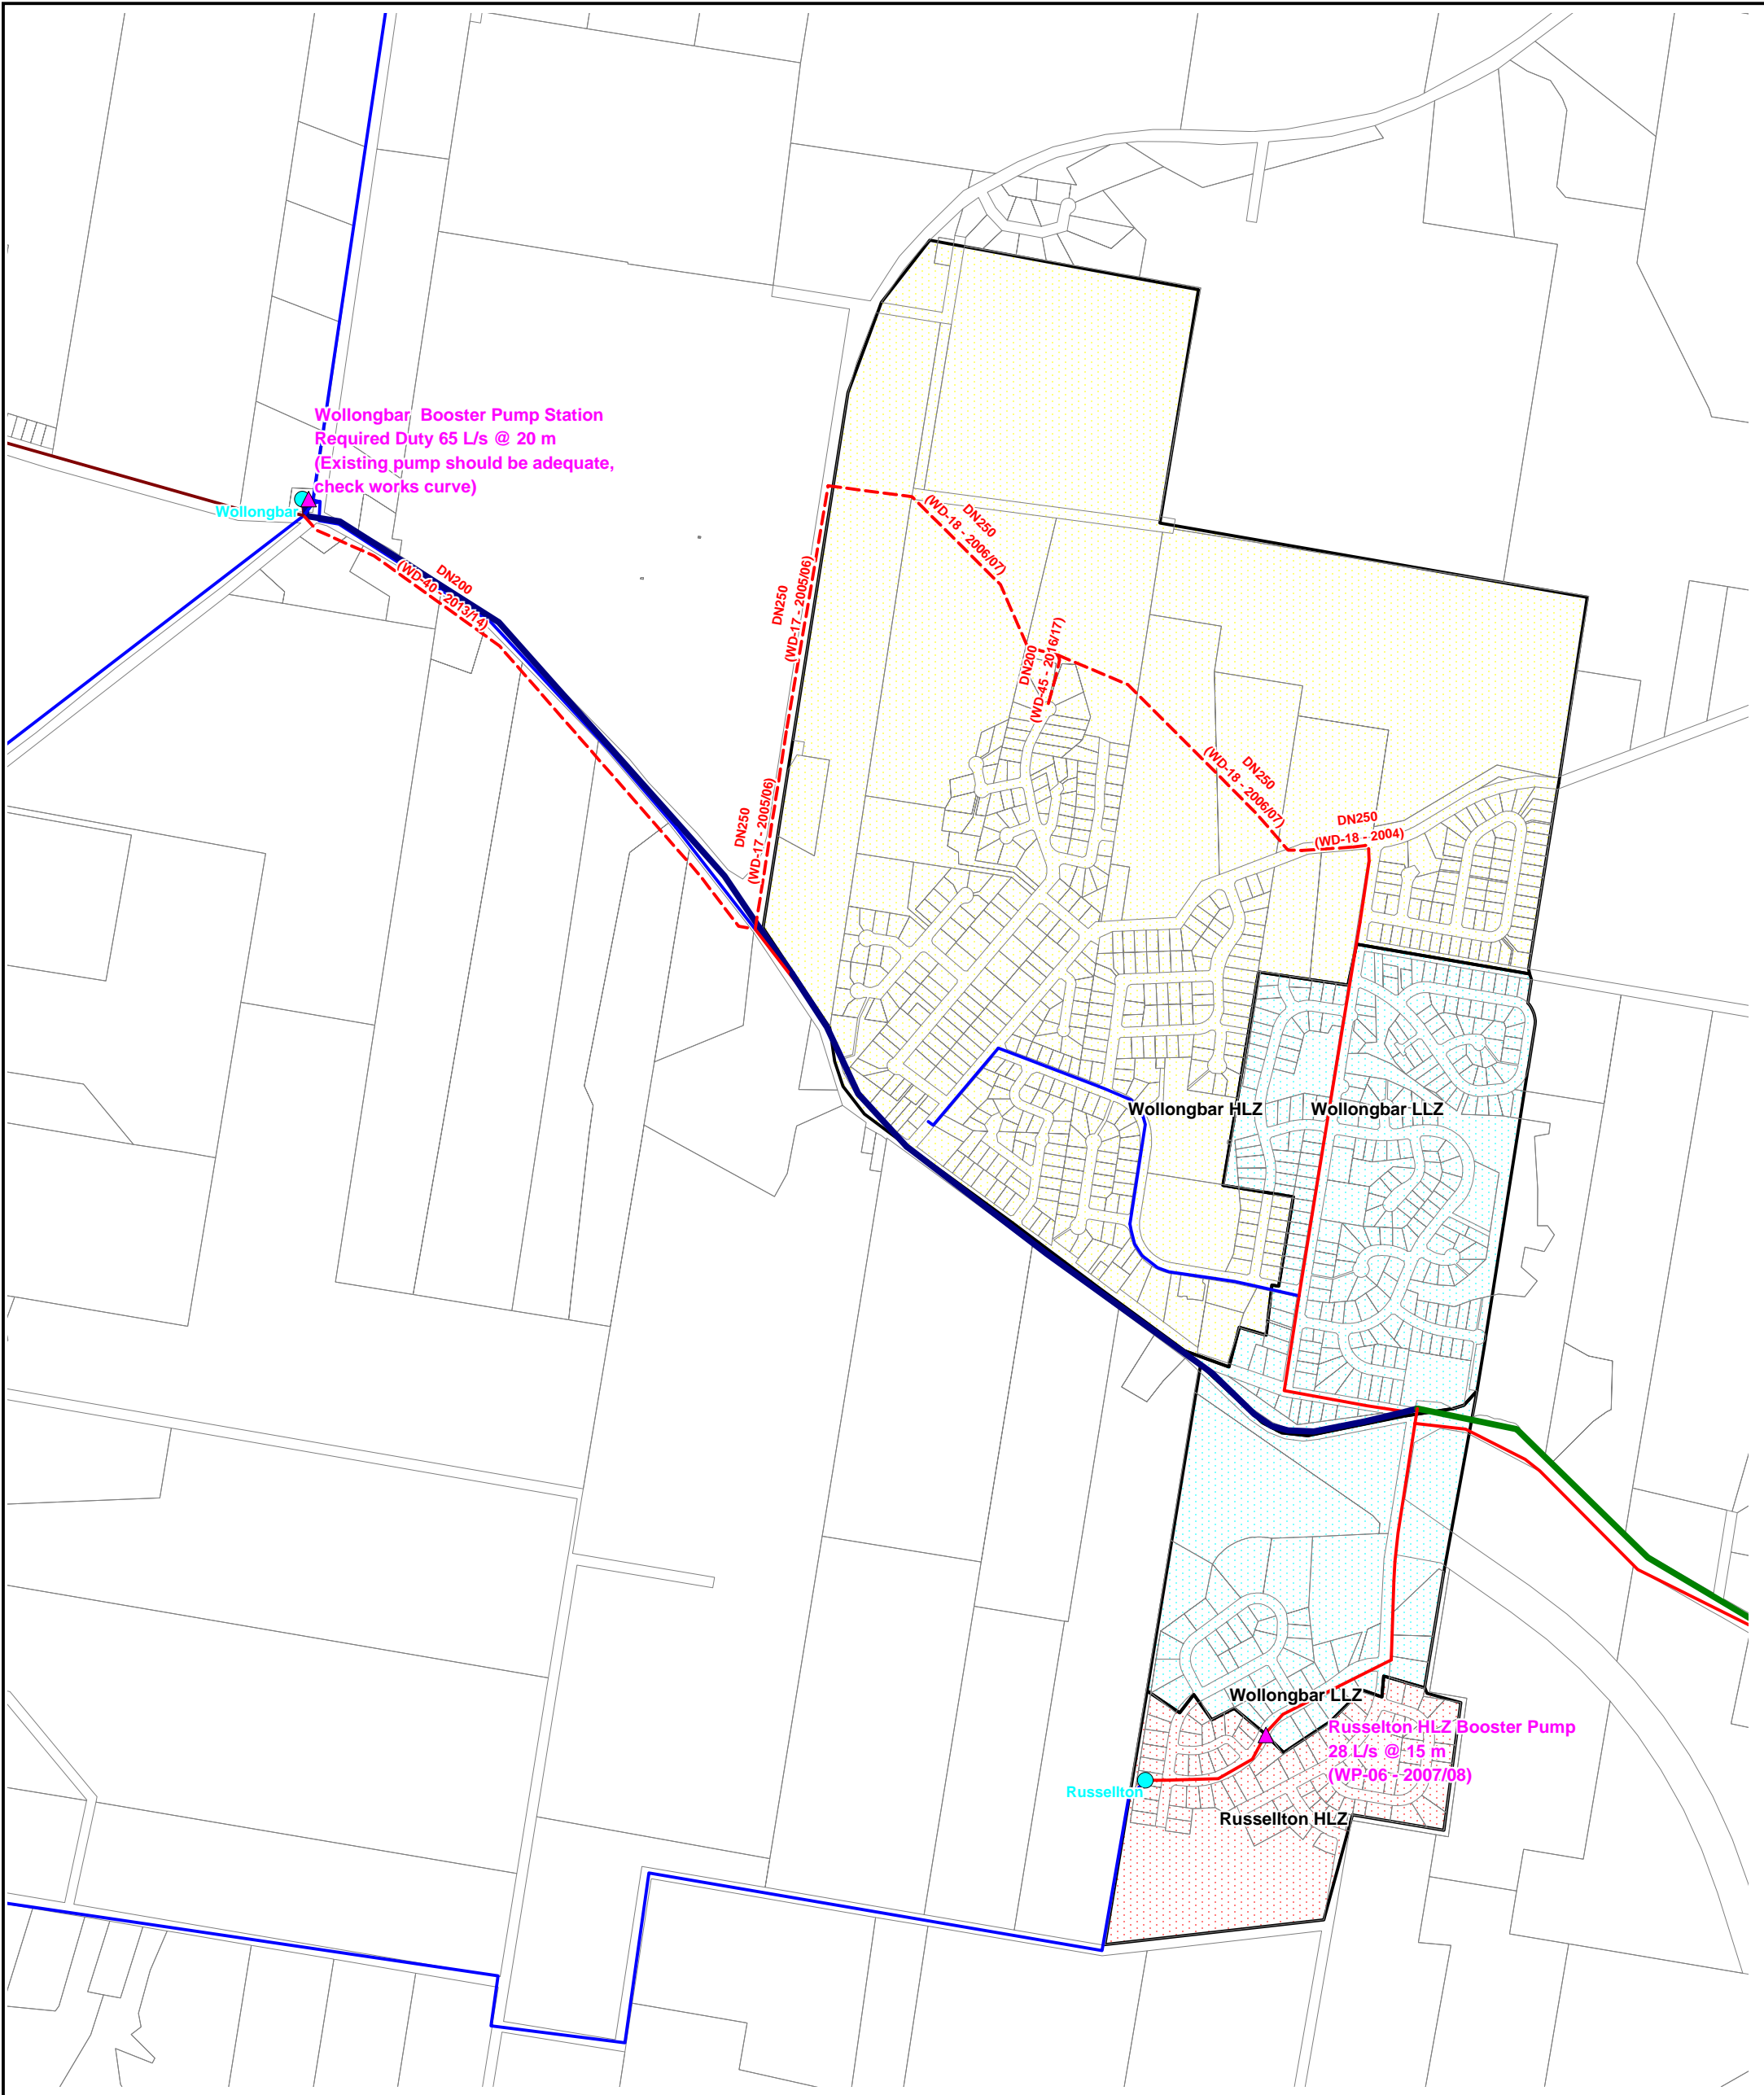 Wollongbar  Booster Pump Station
Required Duty 65 L/s @ 20 m
(Existing pump should be adequate,
check works curve)
Wollongbar
DN200
(WD-40 - 2013/14)
DN250
(WD-17 - 2005/06)
DN250
(WD-18 - 2006/07)
DN200
(WD-45 - 2016/17)
DN250
(WD-17 - 2005/06)
DN250
(WD-18 - 2006/07)
DN250
(WD-18 - 2004)
Wollongbar HLZ
Wollongbar LLZ
Wollongbar LLZ
Russelton HLZ Booster Pump
28 L/s @ 15 m
(WP-06 - 2007/08)
Russellton
Russellton HLZ